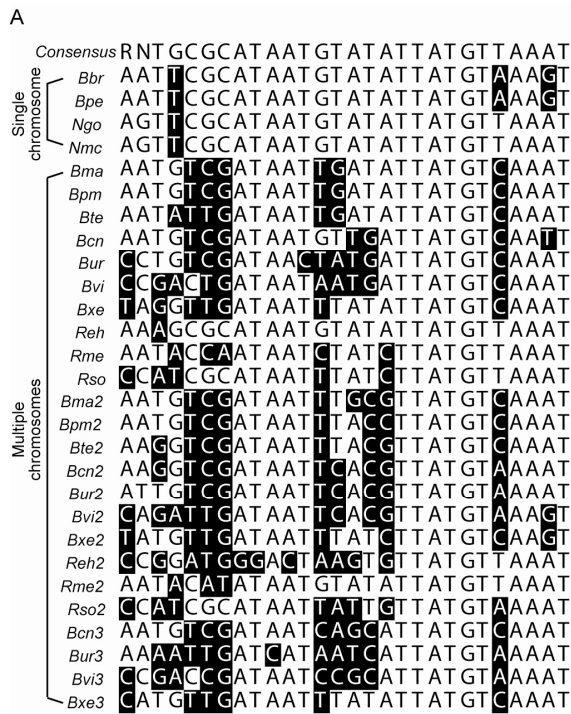 A
Consensus RNTGCGCATAATGTATATTATGTTAAAT
Single chromosome
Bbr AATTCGCATAATGTATATTATGTAAAGT
Bpe AATTCGCATAATGTATATTATGTAAAGT
Ngo AGTTCGCATAATGTATATTATGTTAAAT
Nmc AGTTCGCATAATGTATATTATGTTAAAT
Multiple chromosomes
Bma AATGTCGATAATTGATATTATGTCAAAT
Bpm AATGTCGATAATTGATATTATGTCAAAT
Bte AATATTGATAATTGATATTATGTCAAAT
Bcn AATGTCGATAATGTTGATTATGTCAATT
Bur CCTGTCGATAACTATGATTATGTCAAAT
Bvi CCGACTGATAATAATGATTATGTCAAAT
Bxe TAGGTTGATAATTTATATTATGTCAAAT
Reh AAAGCGCATAATGTATATTATGTTAAAT
Rme AATACCAATAATCTATCTTATGTTAAAT
Rso CCATCGCATAATTTATCTTATGTTAAAT
Bma2 AATGTCGATAATTTGCGTTATGTCAAAT
Bpm2 AATGTCGATAATTTACCTTATGTCAAAT
Bte2 AAGGTCGATAATTTACGTTATGTCAAAT
Bcn2 AAGGTCGATAATTCACGTTATGTAAAAT
Bur2 ATTGTCGATAATTCACGTTATGTAAAAT
Bvi2 CAGATTGATAATTCACGTTATGTAAAGT
Bxe2 TATGTTGATAATTTATCTTATGTCAAGT
Reh2 CCGGATGGGACTAAGTGTTATGTTAAAT
Rme2 AATACATATAATGTATATTATGTTAAAT
Rso2 CCATCGCATAATTATTGTTATGTAAAAT
Bcn3 AATGTCGATAATCAGCATTATGTAAAAT
Bur3 AAAATTGATCATAATCATTATGTAAAAT
Bvi3 CCGACCGATAATCCGCATTATGTAAAAT
Bxe3 CATGTTGATAATTTATATTATGTCAAAT